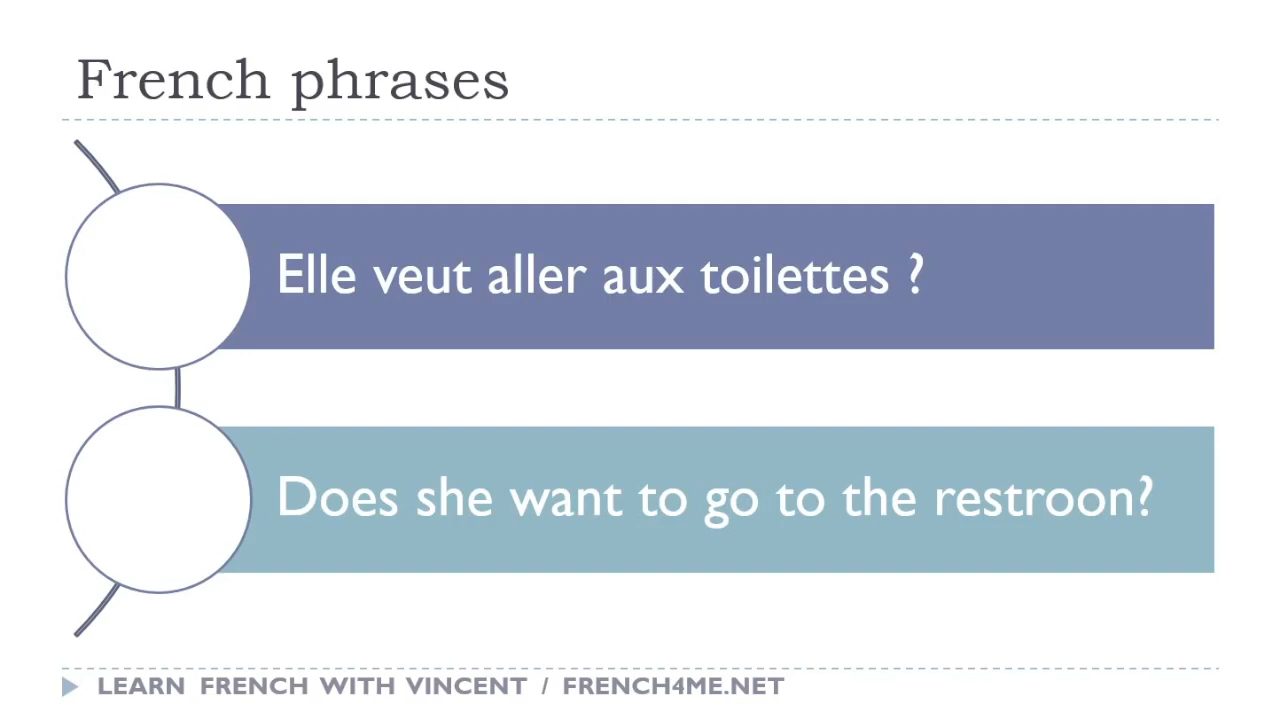 French phrases
Elle veut aller aux toilettes ?
Does she want to go to the restroon?
LEARN FRENCH WITH VINCENT / FRENCH4ME.NET